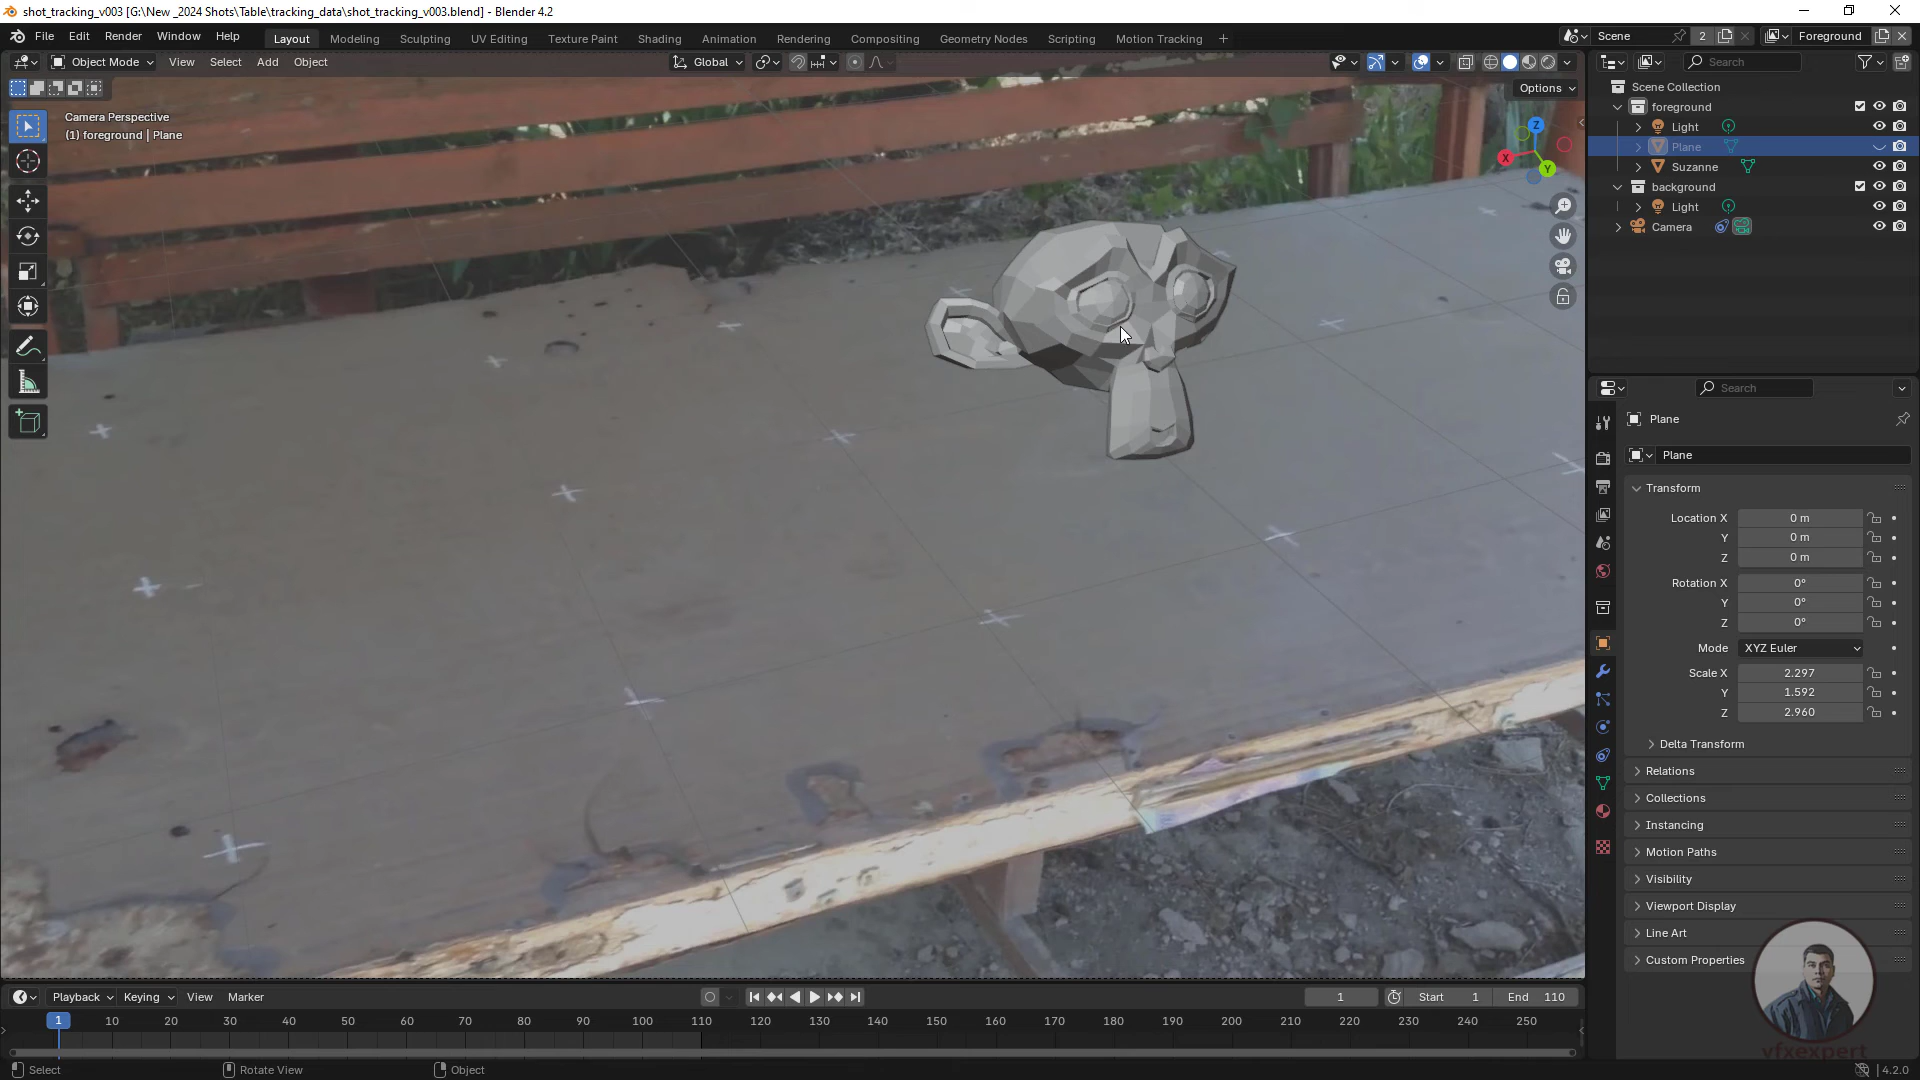 shot_tracking_v003 [G:\New _2024 Shots\Table\tracking_data\shot_tracking_v003.blend] - Blender 4.2
File Edit Render Window Help Layout Modeling Sculpting UV Editing Texture Paint Shading Animation Rendering Compositing Geometry Nodes Scripting Motion Tracking + Scene 2 Foreground
Object Mode View Select Add Object Global Search
Options
Camera Perspective
(1) foreground | Plane
Z
X
Y
Scene Collection
foreground
Light
Plane
Suzanne
background
Light
Camera
Search
Plane
Plane
Transform
Location X 0 m
Y 0 m
Z 0 m
Rotation X 0°
Y 0°
Z 0°
Mode XYZ Euler
Scale X 2.297
Y 1.592
Z 2.960
Delta Transform
Relations
Collections
Instancing
Motion Paths
Visibility
Viewport Display
Line Art
Custom Properties
vfxexpert
Playback Keying View Marker 1 Start 1 End 110
1 10 20 30 40 50 60 70 80 90 100 110 120 130 140 150 160 170 180 190 200 210 220 230 240 250
Select Rotate View Object 4.2.0